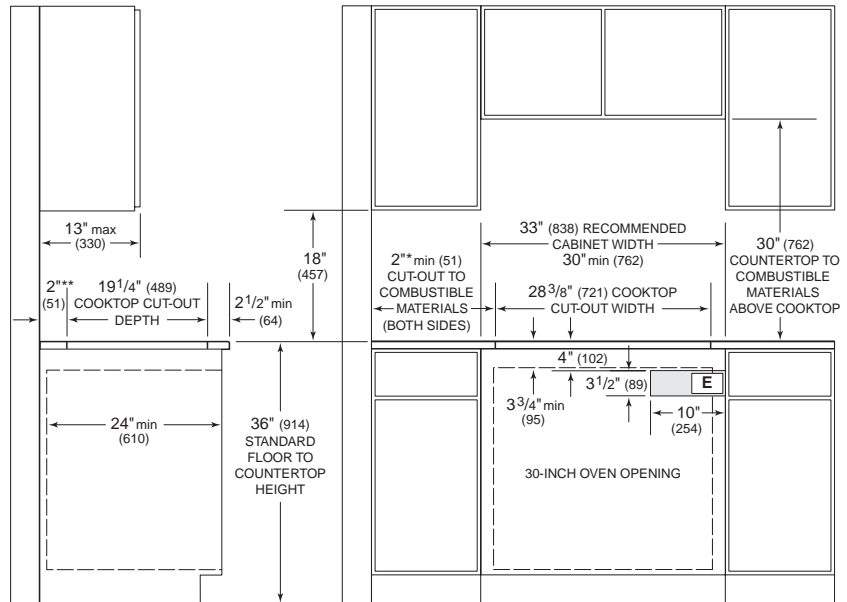 13" max
(330)
18"
(457)
2"**
(51)
19 1/4" (489)
COOKTOP CUT-OUT
DEPTH
2 1/2" min
(64)
24" min
(610)
36" (914)
STANDARD
FLOOR TO
COUNTERTOP
HEIGHT
33" (838) RECOMMENDED
CABINET WIDTH
30" min (762)
2"* min (51)
CUT-OUT TO
COMBUSTIBLE
MATERIALS
(BOTH SIDES)
28 3/8" (721) COOKTOP
CUT-OUT WIDTH
30" (762)
COUNTERTOP TO
COMBUSTIBLE
MATERIALS
ABOVE COOKTOP
4" (102)
3 1/2" (89)
E
3 3/4" min
(95)
10"
(254)
30-INCH OVEN OPENING